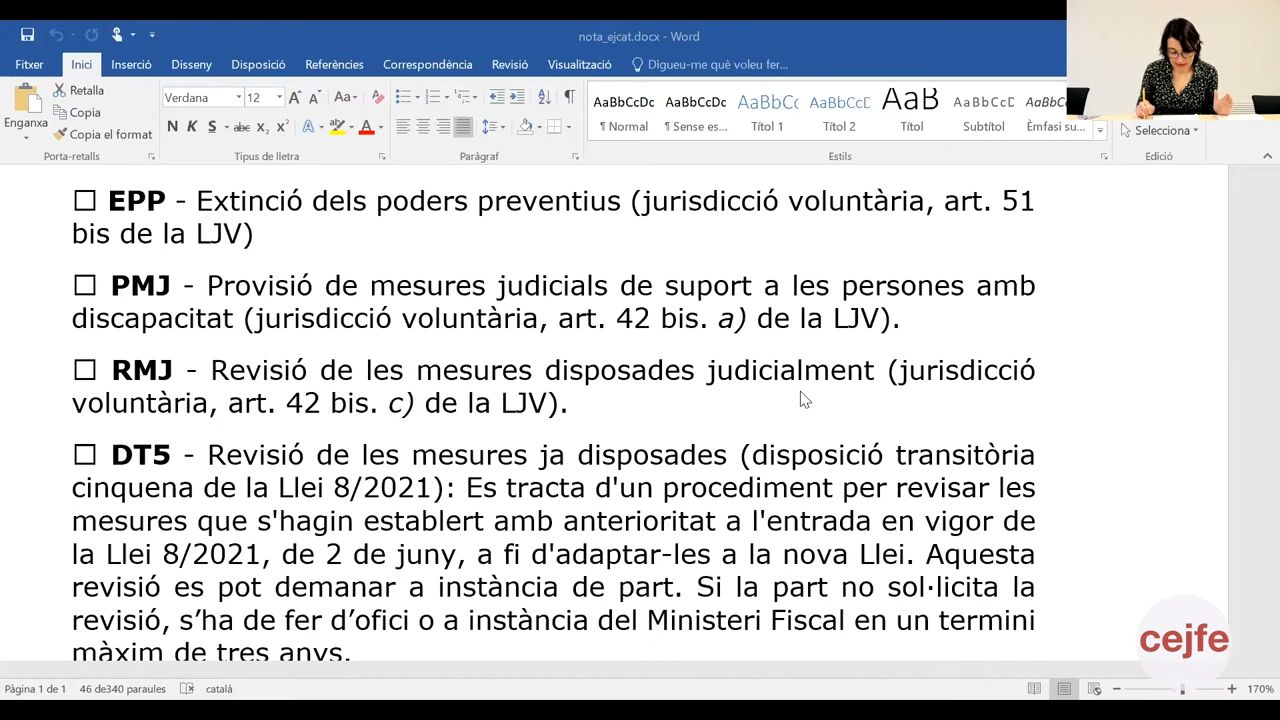 nota_ejcat.docx - Word
Fitxer Inici Inserció Disseny Disposició Referències Correspondència Revisió Visualització Digueu-me què voleu fer...
Enganxa
Retalla
Copia
Copia el format
Porta-retalls
Verdana 12
N K S abc x₂ x²
Tipus de lletra
Paràgraf
AaBbCcDc AaBbCcDc AaBbCc AaBbCcD AaB AaBbCcD AaBbCcDc
¶ Normal ¶ Sense es... Títol 1 Títol 2 Títol Subtítol Èmfasi su...
Estils
Selecciona
Edició
☐ EPP - Extinció dels poders preventius (jurisdicció voluntària, art. 51
bis de la LJV)
☐ PMJ - Provisió de mesures judicials de suport a les persones amb
discapacitat (jurisdicció voluntària, art. 42 bis. a) de la LJV).
☐ RMJ - Revisió de les mesures disposades judicialment (jurisdicció
voluntària, art. 42 bis. c) de la LJV).
☐ DT5 - Revisió de les mesures ja disposades (disposició transitòria
cinquena de la Llei 8/2021): Es tracta d'un procediment per revisar les
mesures que s'hagin establert amb anterioritat a l'entrada en vigor de
la Llei 8/2021, de 2 de juny, a fi d'adaptar-les a la nova Llei. Aquesta
revisió es pot demanar a instància de part. Si la part no sol·licita la
revisió, s’ha de fer d’ofici o a instància del Ministeri Fiscal en un termini
màxim de tres anys.
cejfe
Pàgina 1 de 1 46 de340 paraules català 170%